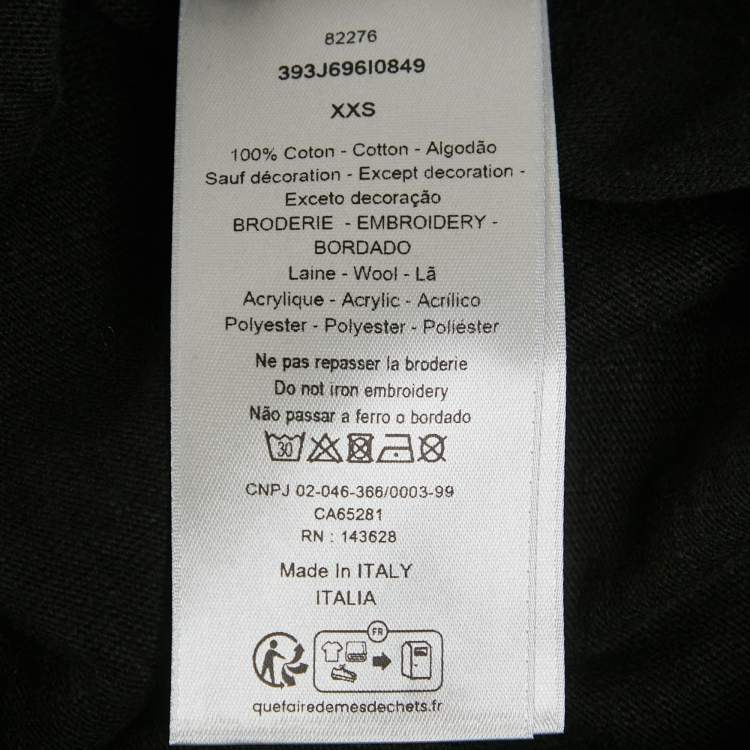 82276
393J696I0849
XXS
100% Coton - Cotton - Algodão
Sauf décoration - Except decoration -
Exceto decoração
BRODERIE - EMBROIDERY -
BORDADO
Laine - Wool - Lã
Acrylique - Acrylic - Acrílico
Polyester - Polyester - Poliéster
Ne pas repasser la broderie
Do not iron embroidery
Não passar a ferro o bordado
30
CNPJ 02-046-366/0003-99
CA65281
RN : 143628
Made In ITALY
ITALIA
FR
quefairedemesdechets.fr